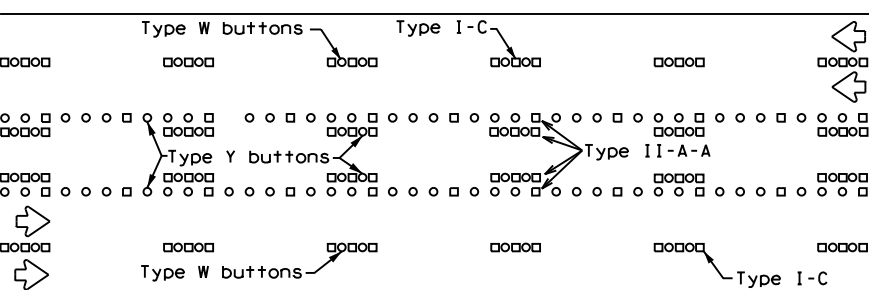 Type W buttons
Type I-C
Type Y buttons
Type II-A-A
Type W buttons
Type I-C